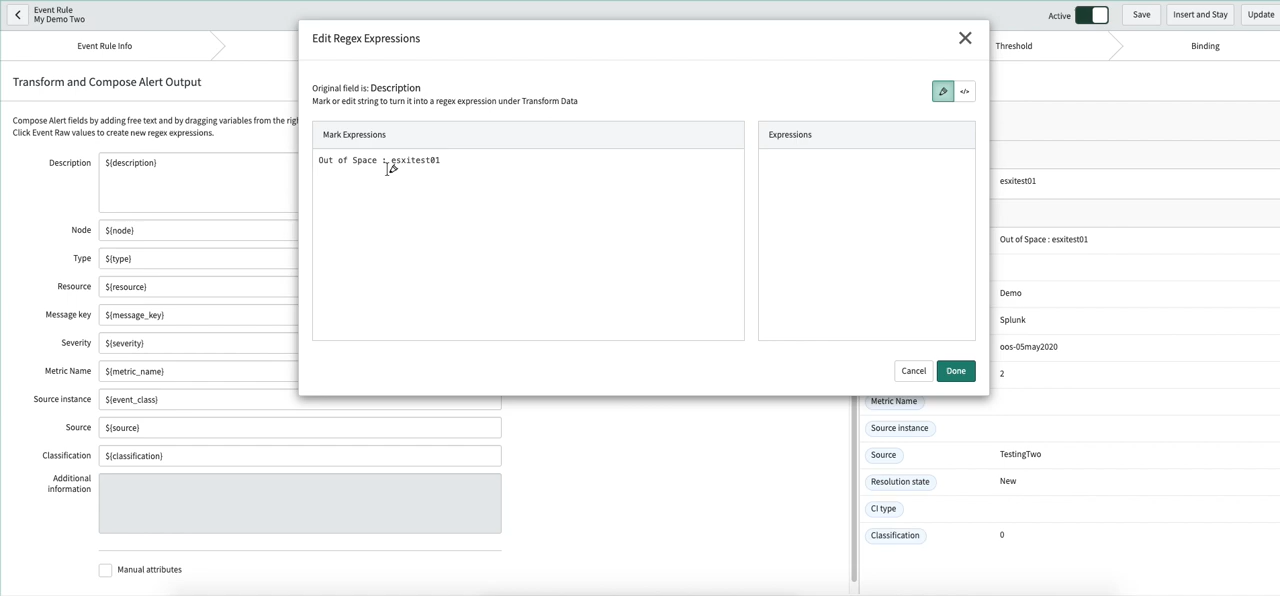 Event Rule
My Demo Two
Active
Save
Insert and Stay
Update
Event Rule Info
Threshold
Binding
Transform and Compose Alert Output
Compose Alert fields by adding free text and by dragging variables from the
Click Event Raw values to create new regex expressions.
Description
${description}
Node
${node}
Type
${type}
Resource
${resource}
Message key
${message_key}
Severity
${severity}
Metric Name
${metric_name}
Source instance
${event_class}
Source
${source}
Classification
${classification}
Additional
information
Manual attributes
Edit Regex Expressions
Original field is: Description
Mark or edit string to turn it into a regex expression under Transform Data
</>
Mark Expressions
Out of Space : esxitest01
Expressions
Cancel
Done
esxitest01
Out of Space : esxitest01
Demo
Splunk
oos-05may2020
2
Metric Name
Source instance
Source
TestingTwo
Resolution state
New
CI type
Classification
0